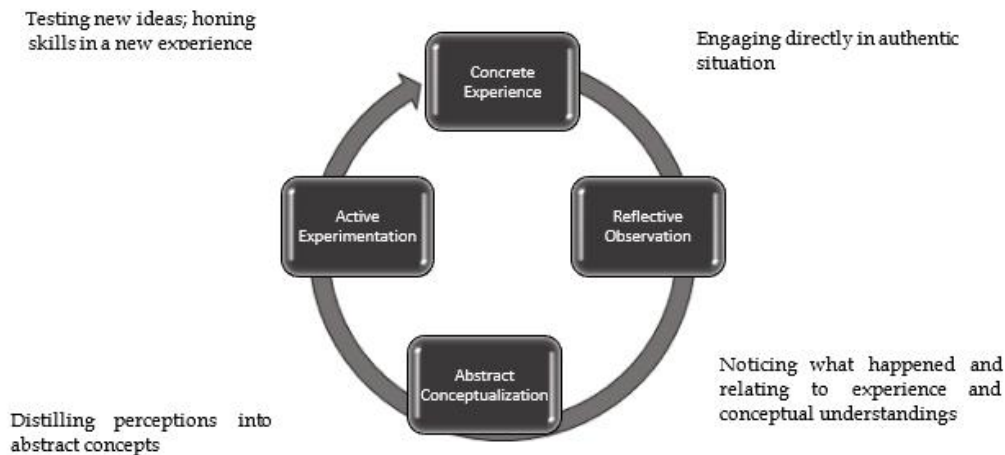 Testing new ideas; honing
skills in a new experience
Engaging directly in authentic
situation
Concrete
Experience
Active
Experimentation
Reflective
Observation
Abstract
Conceptualization
Noticing what happened and
relating to experience and
conceptual understandings
Distilling perceptions into
abstract concepts